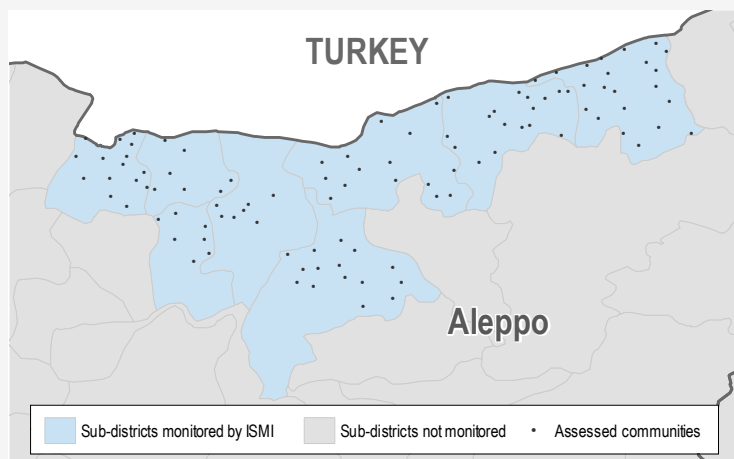 TURKEY
Aleppo
Sub-districts monitored by ISMI
Sub-districts not monitored
Assessed communities